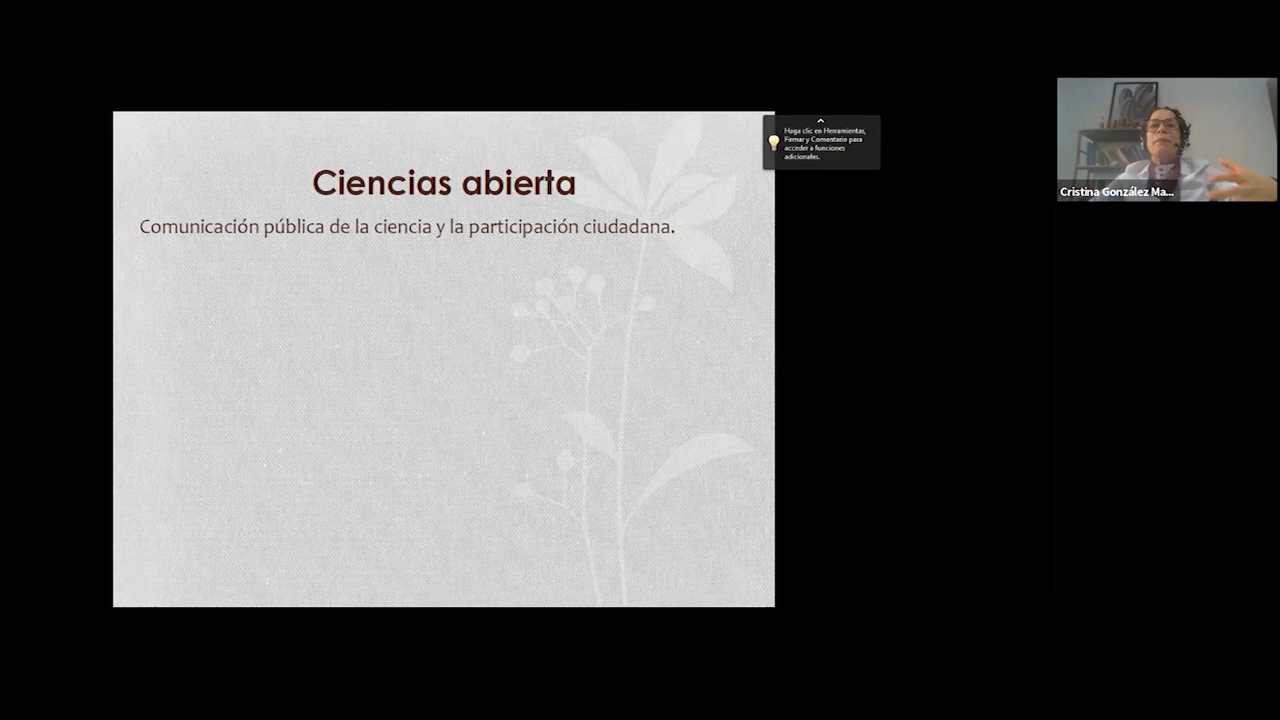 Ciencias abierta
Comunicación pública de la ciencia y la participación ciudadana.
Haga clic en Herramientas,
Firmar y Comentario para
acceder a funciones
adicionales.
Cristina González Ma...